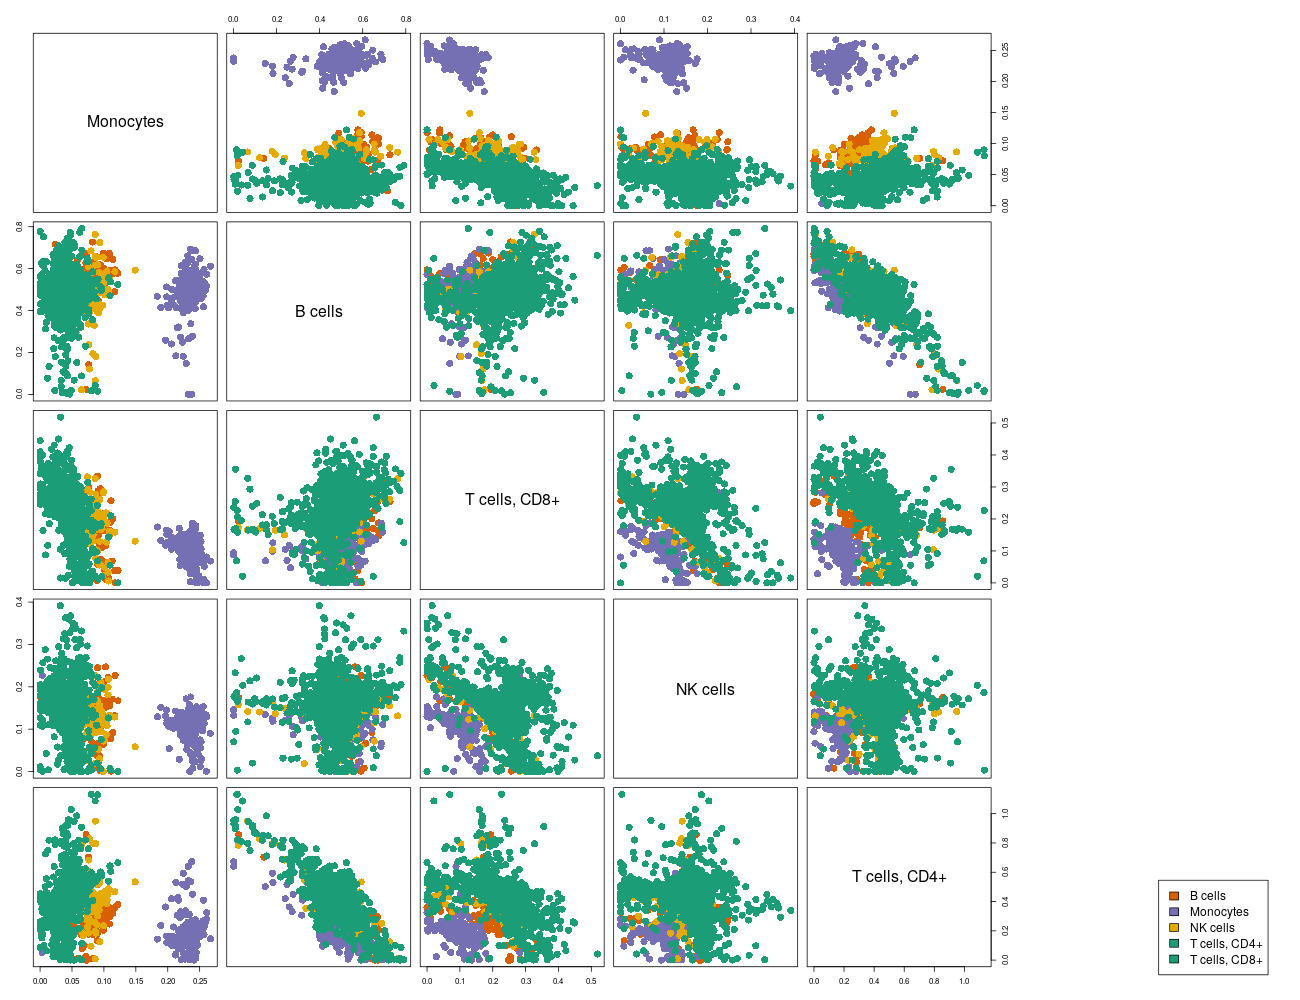 0.0 0.2 0.4 0.6 0.8 0.0 0.1 0.2 0.3 0.4
Monocytes
0.00 0.05 0.10 0.15 0.20 0.25
0.0 0.2 0.4 0.6 0.8
B cells
T cells, CD8+
0.0 0.1 0.2 0.3 0.4 0.5
0.0 0.1 0.2 0.3 0.4
NK cells
T cells, CD4+
0.0 0.2 0.4 0.6 0.8 1.0
0.00 0.05 0.10 0.15 0.20 0.25 0.0 0.1 0.2 0.3 0.4 0.5 0.0 0.2 0.4 0.6 0.8 1.0
B cells
Monocytes
NK cells
T cells, CD4+
T cells, CD8+